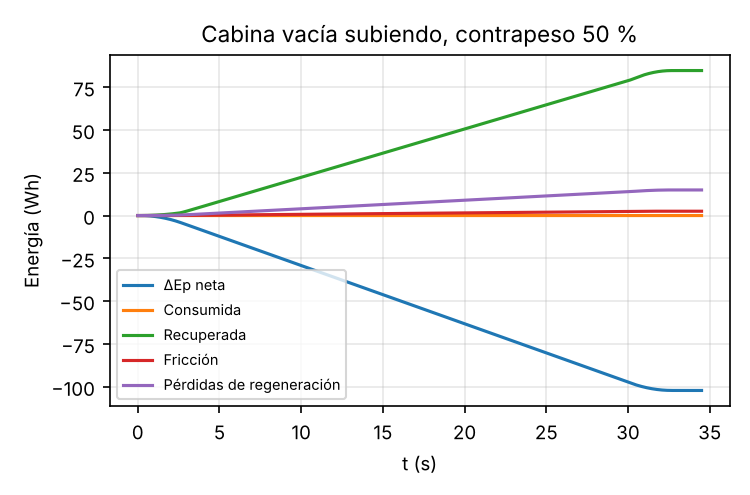 Cabina vacía subiendo, contrapeso 50 %
Energía (Wh)
75
50
25
0
−25
−50
−75
−100
ΔEp neta
Consumida
Recuperada
Fricción
Pérdidas de regeneración
0 5 10 15 20 25 30 35
t (s)